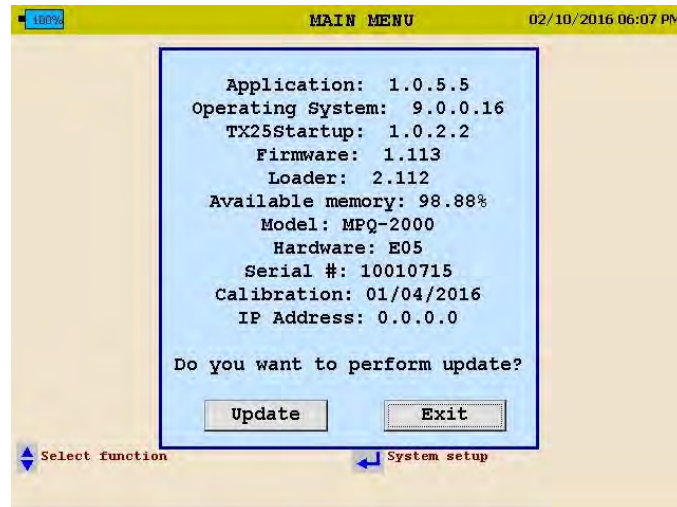 100%
MAIN MENU
02/10/2016 06:07 PM
Application: 1.0.5.5
Operating System: 9.0.0.16
TX25Startup: 1.0.2.2
Firmware: 1.113
Loader: 2.112
Available memory: 98.88%
Model: MPQ-2000
Hardware: E05
Serial #: 10010715
Calibration: 01/04/2016
IP Address: 0.0.0.0
Do you want to perform update?
Update
Exit
Select function
System setup